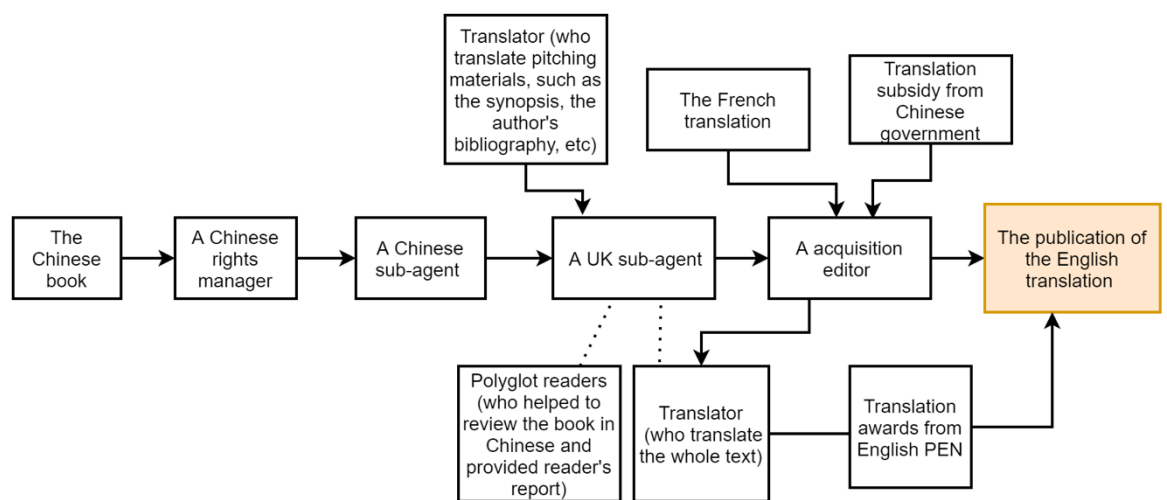 Translator (who
translate pitching
materials, such as
the synopsis, the
author's
bibliography, etc)
The French
translation
Translation
subsidy from
Chinese
government
The
Chinese
book
A Chinese
rights
manager
A Chinese
sub-agent
A UK sub-agent
A acquisition
editor
The publication of
the English
translation
Polyglot readers
(who helped to
review the book in
Chinese and
provided reader's
report)
Translator
(who translate
the whole text)
Translation
awards from
English PEN